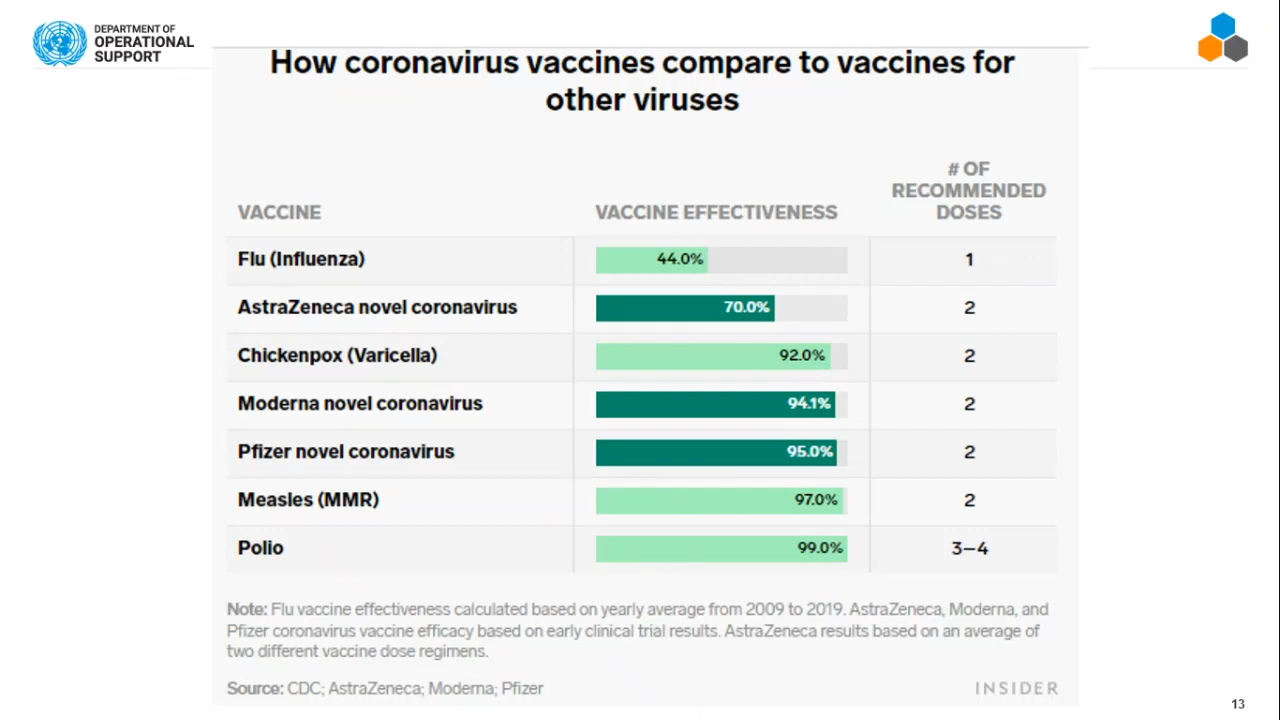 DEPARTMENT OF
OPERATIONAL
SUPPORT
How coronavirus vaccines compare to vaccines for
other viruses
VACCINE
VACCINE EFFECTIVENESS
# OF
RECOMMENDED
DOSES
Flu (Influenza) 44.0% 1
AstraZeneca novel coronavirus 70.0% 2
Chickenpox (Varicella) 92.0% 2
Moderna novel coronavirus 94.1% 2
Pfizer novel coronavirus 95.0% 2
Measles (MMR) 97.0% 2
Polio 99.0% 3–4
Note: Flu vaccine effectiveness calculated based on yearly average from 2009 to 2019. AstraZeneca, Moderna, and
Pfizer coronavirus vaccine efficacy based on early clinical trial results. AstraZeneca results based on an average of
two different vaccine dose regimens.
Source: CDC; AstraZeneca; Moderna; Pfizer
INSIDER
13